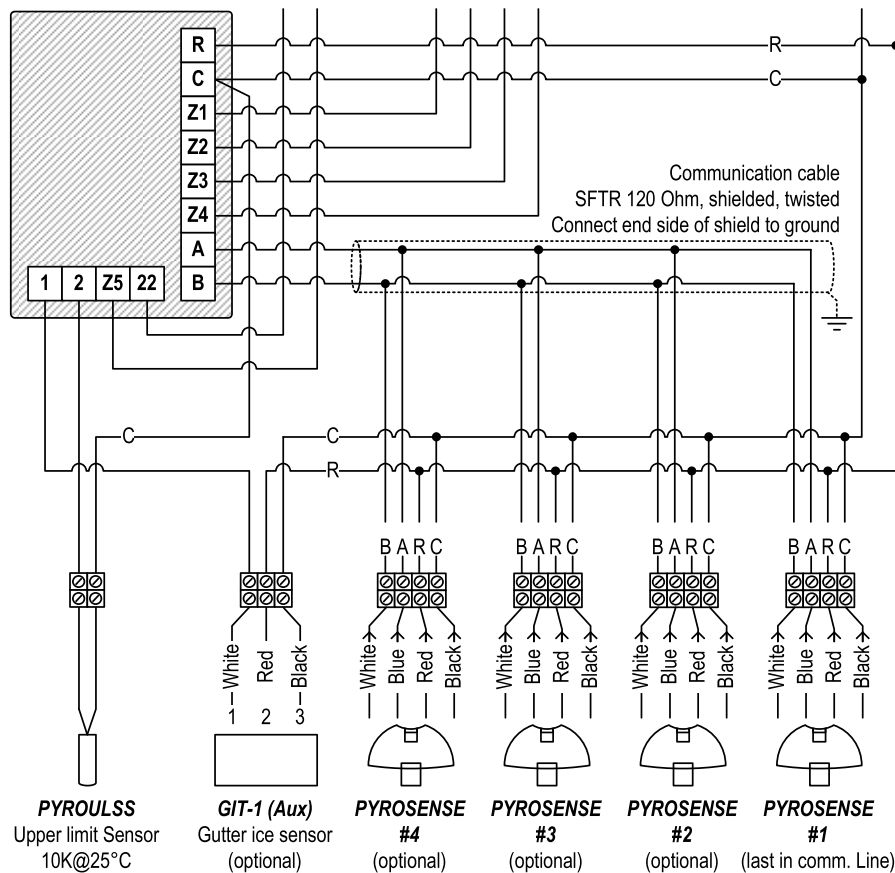 R
R
C
C
Z1
Z2
Z3
Communication cable
SFTR 120 Ohm, shielded, twisted
Connect end side of shield to ground
Z4
A
B
1 2 Z5 22
C
C
R
B A R C
B A R C
B A R C
B A R C
White
Red
Black
1 2 3
White
Blue
Red
Black
White
Blue
Red
Black
White
Blue
Red
Black
White
Blue
Red
Black
PYROULSS
Upper limit Sensor
10K@25°C
GIT-1 (Aux)
Gutter ice sensor
(optional)
PYROSENSE
#4
(optional)
PYROSENSE
#3
(optional)
PYROSENSE
#2
(optional)
PYROSENSE
#1
(last in comm. Line)